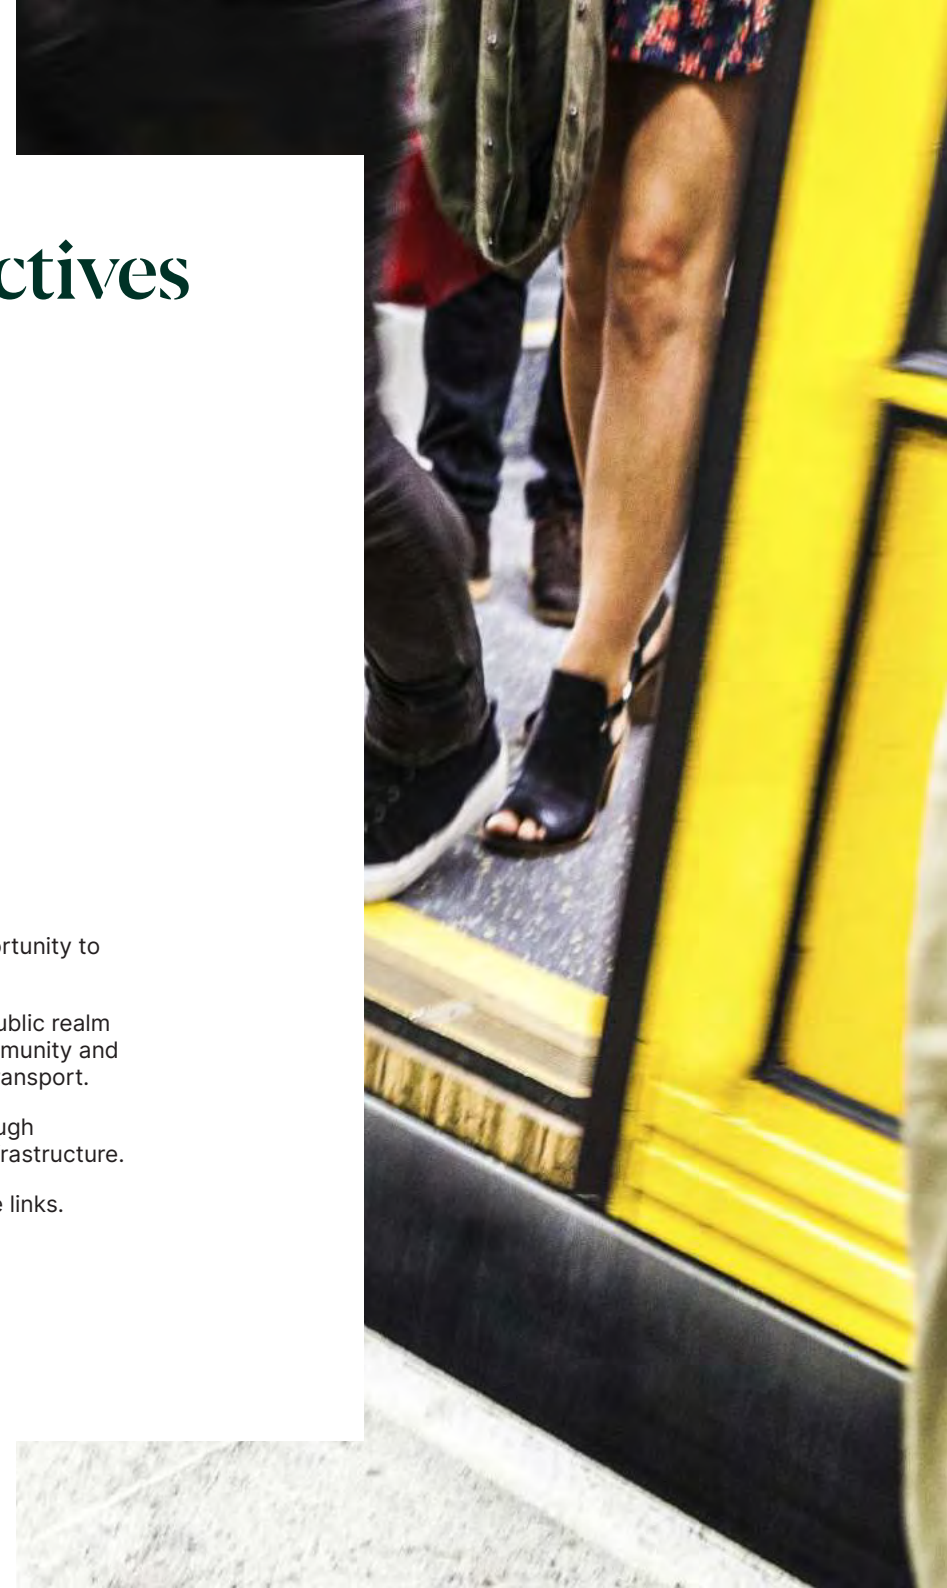 ctives
rtunity to
ublic realm
munity and
ansport.
ugh
rastructure.
links.